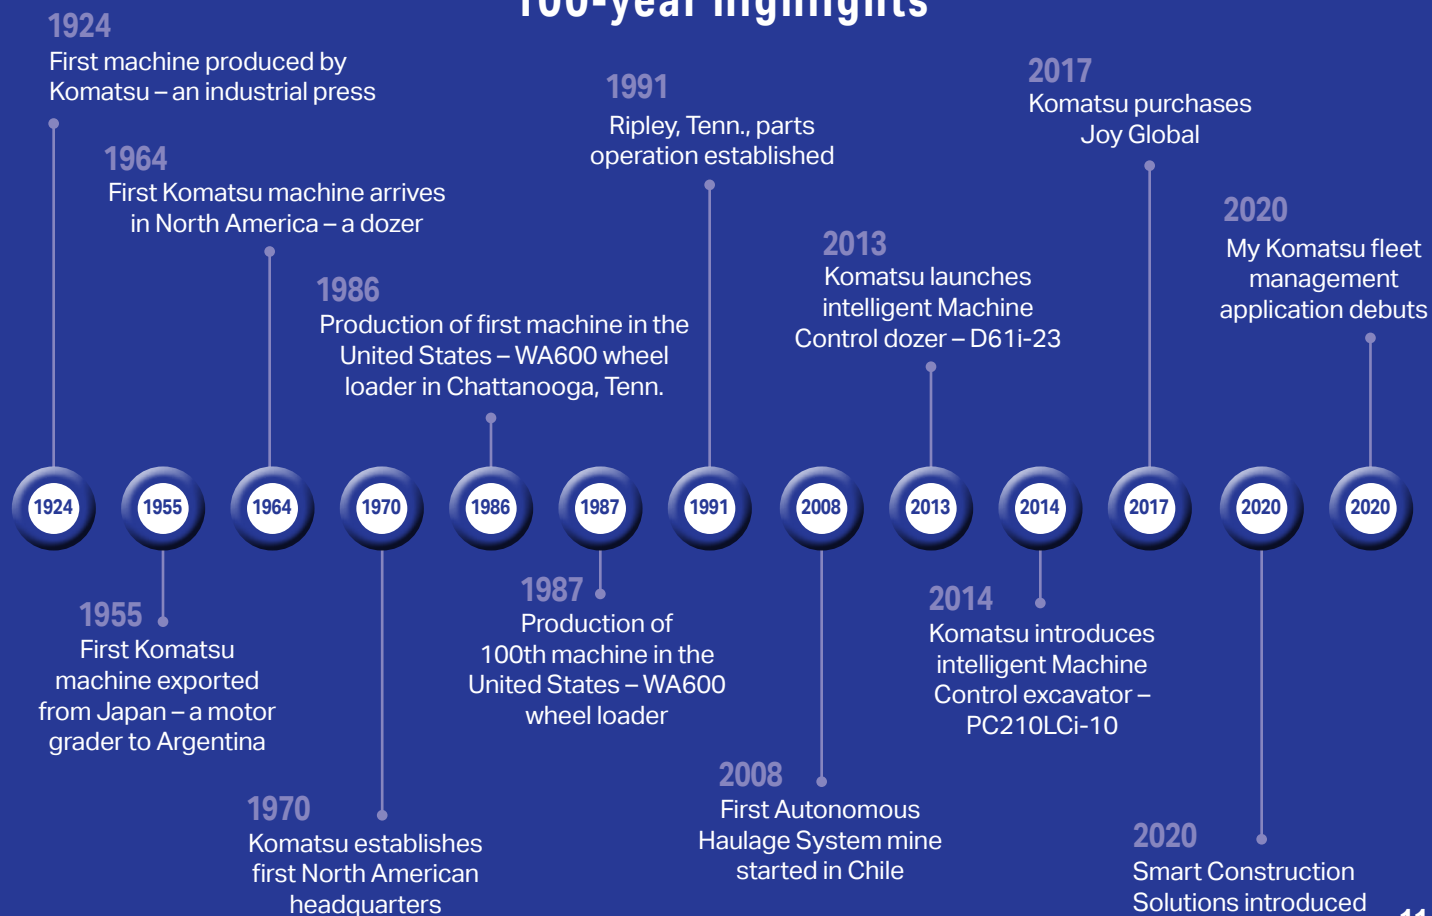 100-year highlights
1924
First machine produced by
Komatsu – an industrial press
1964
First Komatsu machine arrives
in North America – a dozer
1986
Production of first machine in the
United States – WA600 wheel
loader in Chattanooga, Tenn.
1991
Ripley, Tenn., parts
operation established
2013
Komatsu launches
intelligent Machine
Control dozer – D61i-23
2017
Komatsu purchases
Joy Global
2020
My Komatsu fleet
management
application debuts
1924 1955 1964 1970 1986 1987 1991 2008 2013 2014 2017 2020 2020
1955
First Komatsu
machine exported
from Japan – a motor
grader to Argentina
1970
Komatsu establishes
first North American
headquarters
1987
Production of
100th machine in the
United States – WA600
wheel loader
2008
First Autonomous
Haulage System mine
started in Chile
2014
Komatsu introduces
intelligent Machine
Control excavator –
PC210LCi-10
2020
Smart Construction
Solutions introduced
11